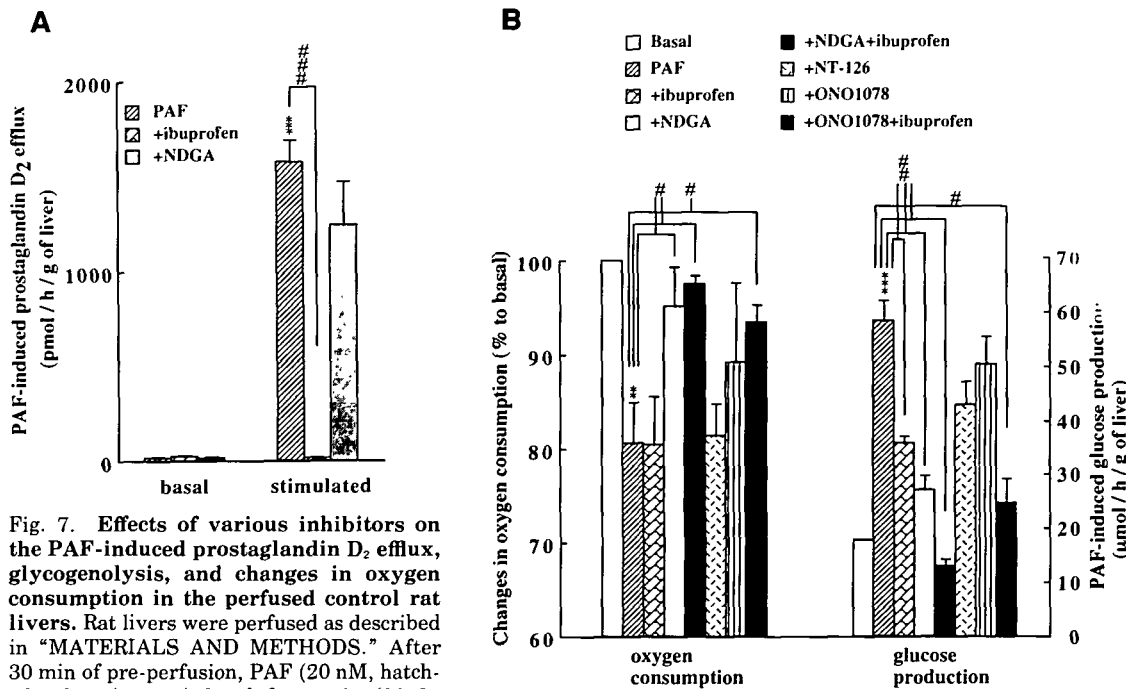 A
PAF-induced prostaglandin D2 efflux
(pmol / h / g of liver)
2000
1000
0
PAF
+ibuprofen
+NDGA
###
***
basal
stimulated
Fig. 7. Effects of various inhibitors on
the PAF-induced prostaglandin D₂ efflux,
glycogenolysis, and changes in oxygen
consumption in the perfused control rat
livers. Rat livers were perfused as described
in “MATERIALS AND METHODS.” After
30 min of pre-perfusion, PAF (20 nM, hatch-
B
Basal
PAF
+ibuprofen
+NDGA
+NDGA+ibuprofen
+NT-126
+ONO1078
+ONO1078+ibuprofen
Changes in oxygen consumption (% to basal)
100
90
80
70
60
# #
**
##
#
***
oxygen
consumption
glucose
production
70
60
50
40
30
20
10
0
PAF-induced glucose production
(µmol / h / g of liver)